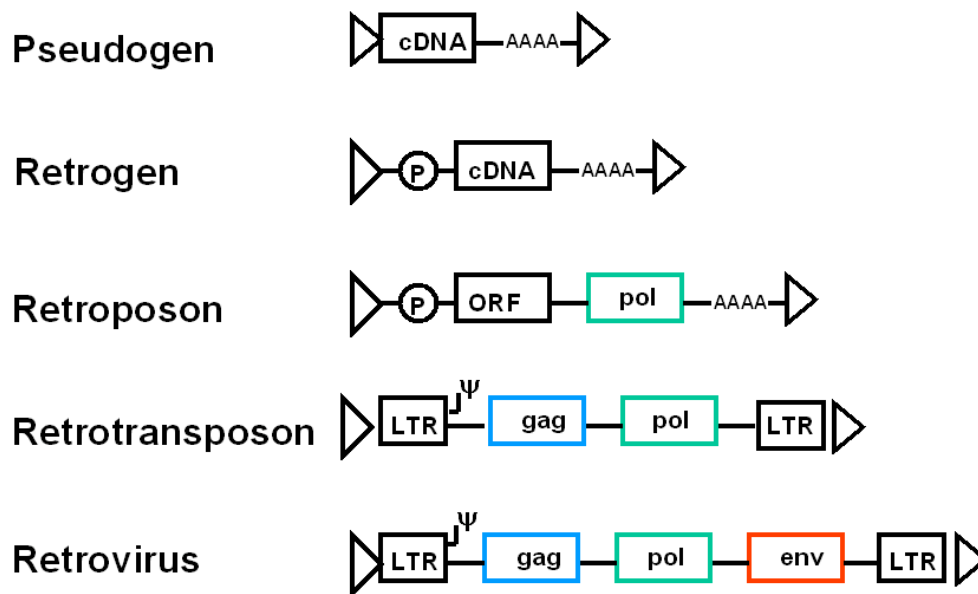 Pseudogen cDNA AAAA
Retrogen P cDNA AAAA
Retroposon P ORF pol AAAA
Retrotransposon LTR Ψ gag pol LTR
Retrovirus LTR Ψ gag pol env LTR